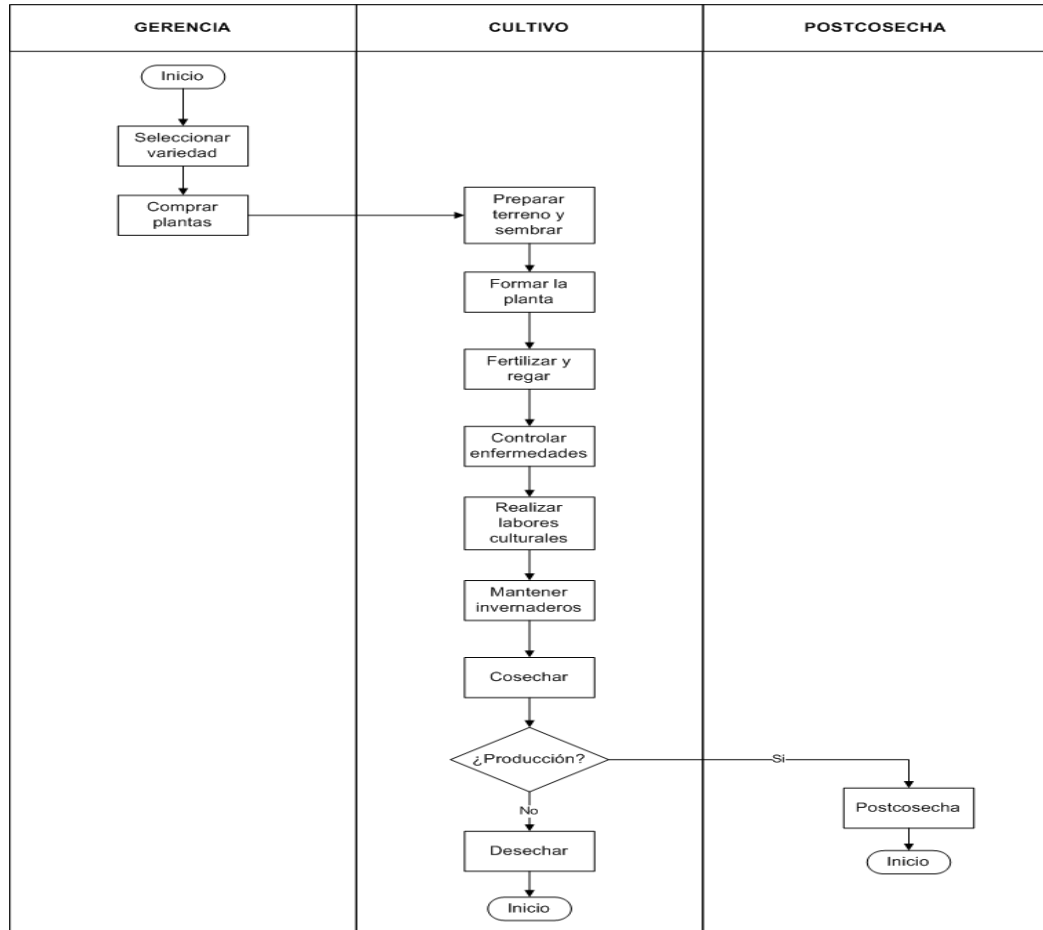 GERENCIA
CULTIVO
POSTCOSECHA
Inicio
Seleccionar
variedad
Comprar
plantas
Preparar
terreno y
sembrar
Formar la
planta
Fertilizar y
regar
Controlar
enfermedades
Realizar
labores
culturales
Mantener
invernaderos
Cosechar
¿Producción?
Si
No
Postcosecha
Inicio
Desechar
Inicio